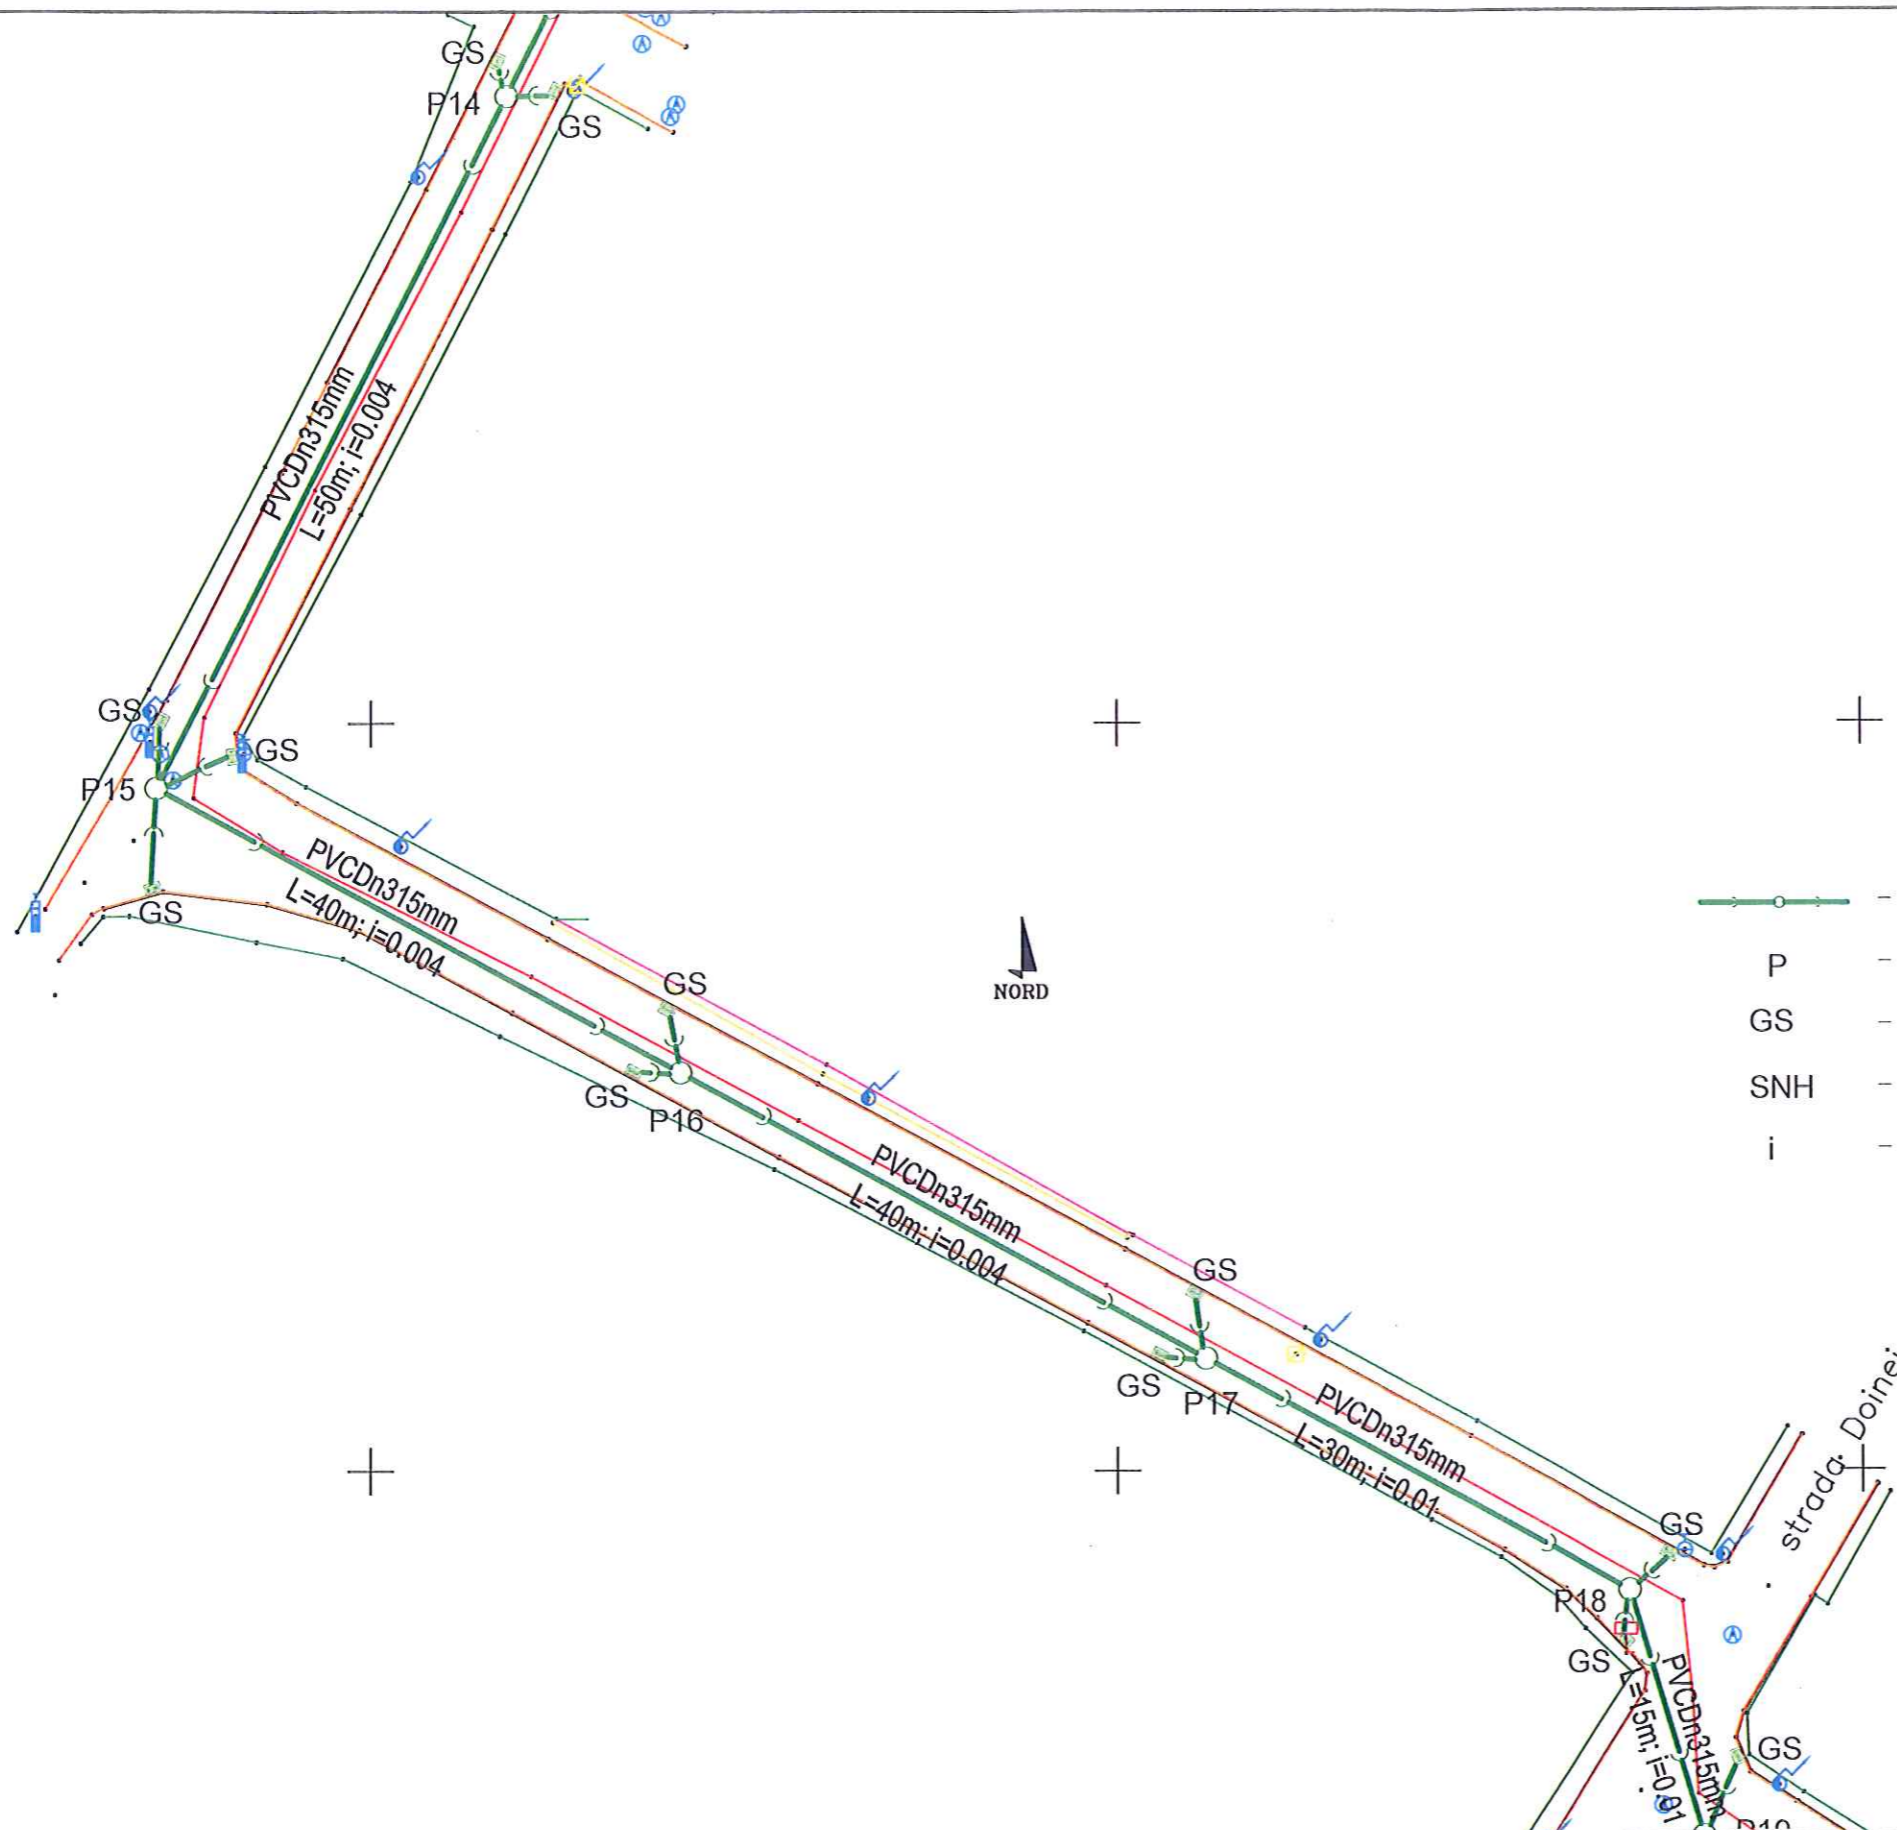 GS
P14
GS
PVCDn315mm
L=50m; i=0.004
GS
GS
P15
GS
PVCDn315mm
L=40m; i=0.004
GS
GS
P16
NORD
P
GS
SNH
i
PVCDn315mm
L=40m; i=0.004
GS
GS
P17
PVCDn315mm
L=30m; i=0.01
strada: Doinei
GS
P18
GS
PVCDn315mm
L=15m; i=0.01
GS
P19